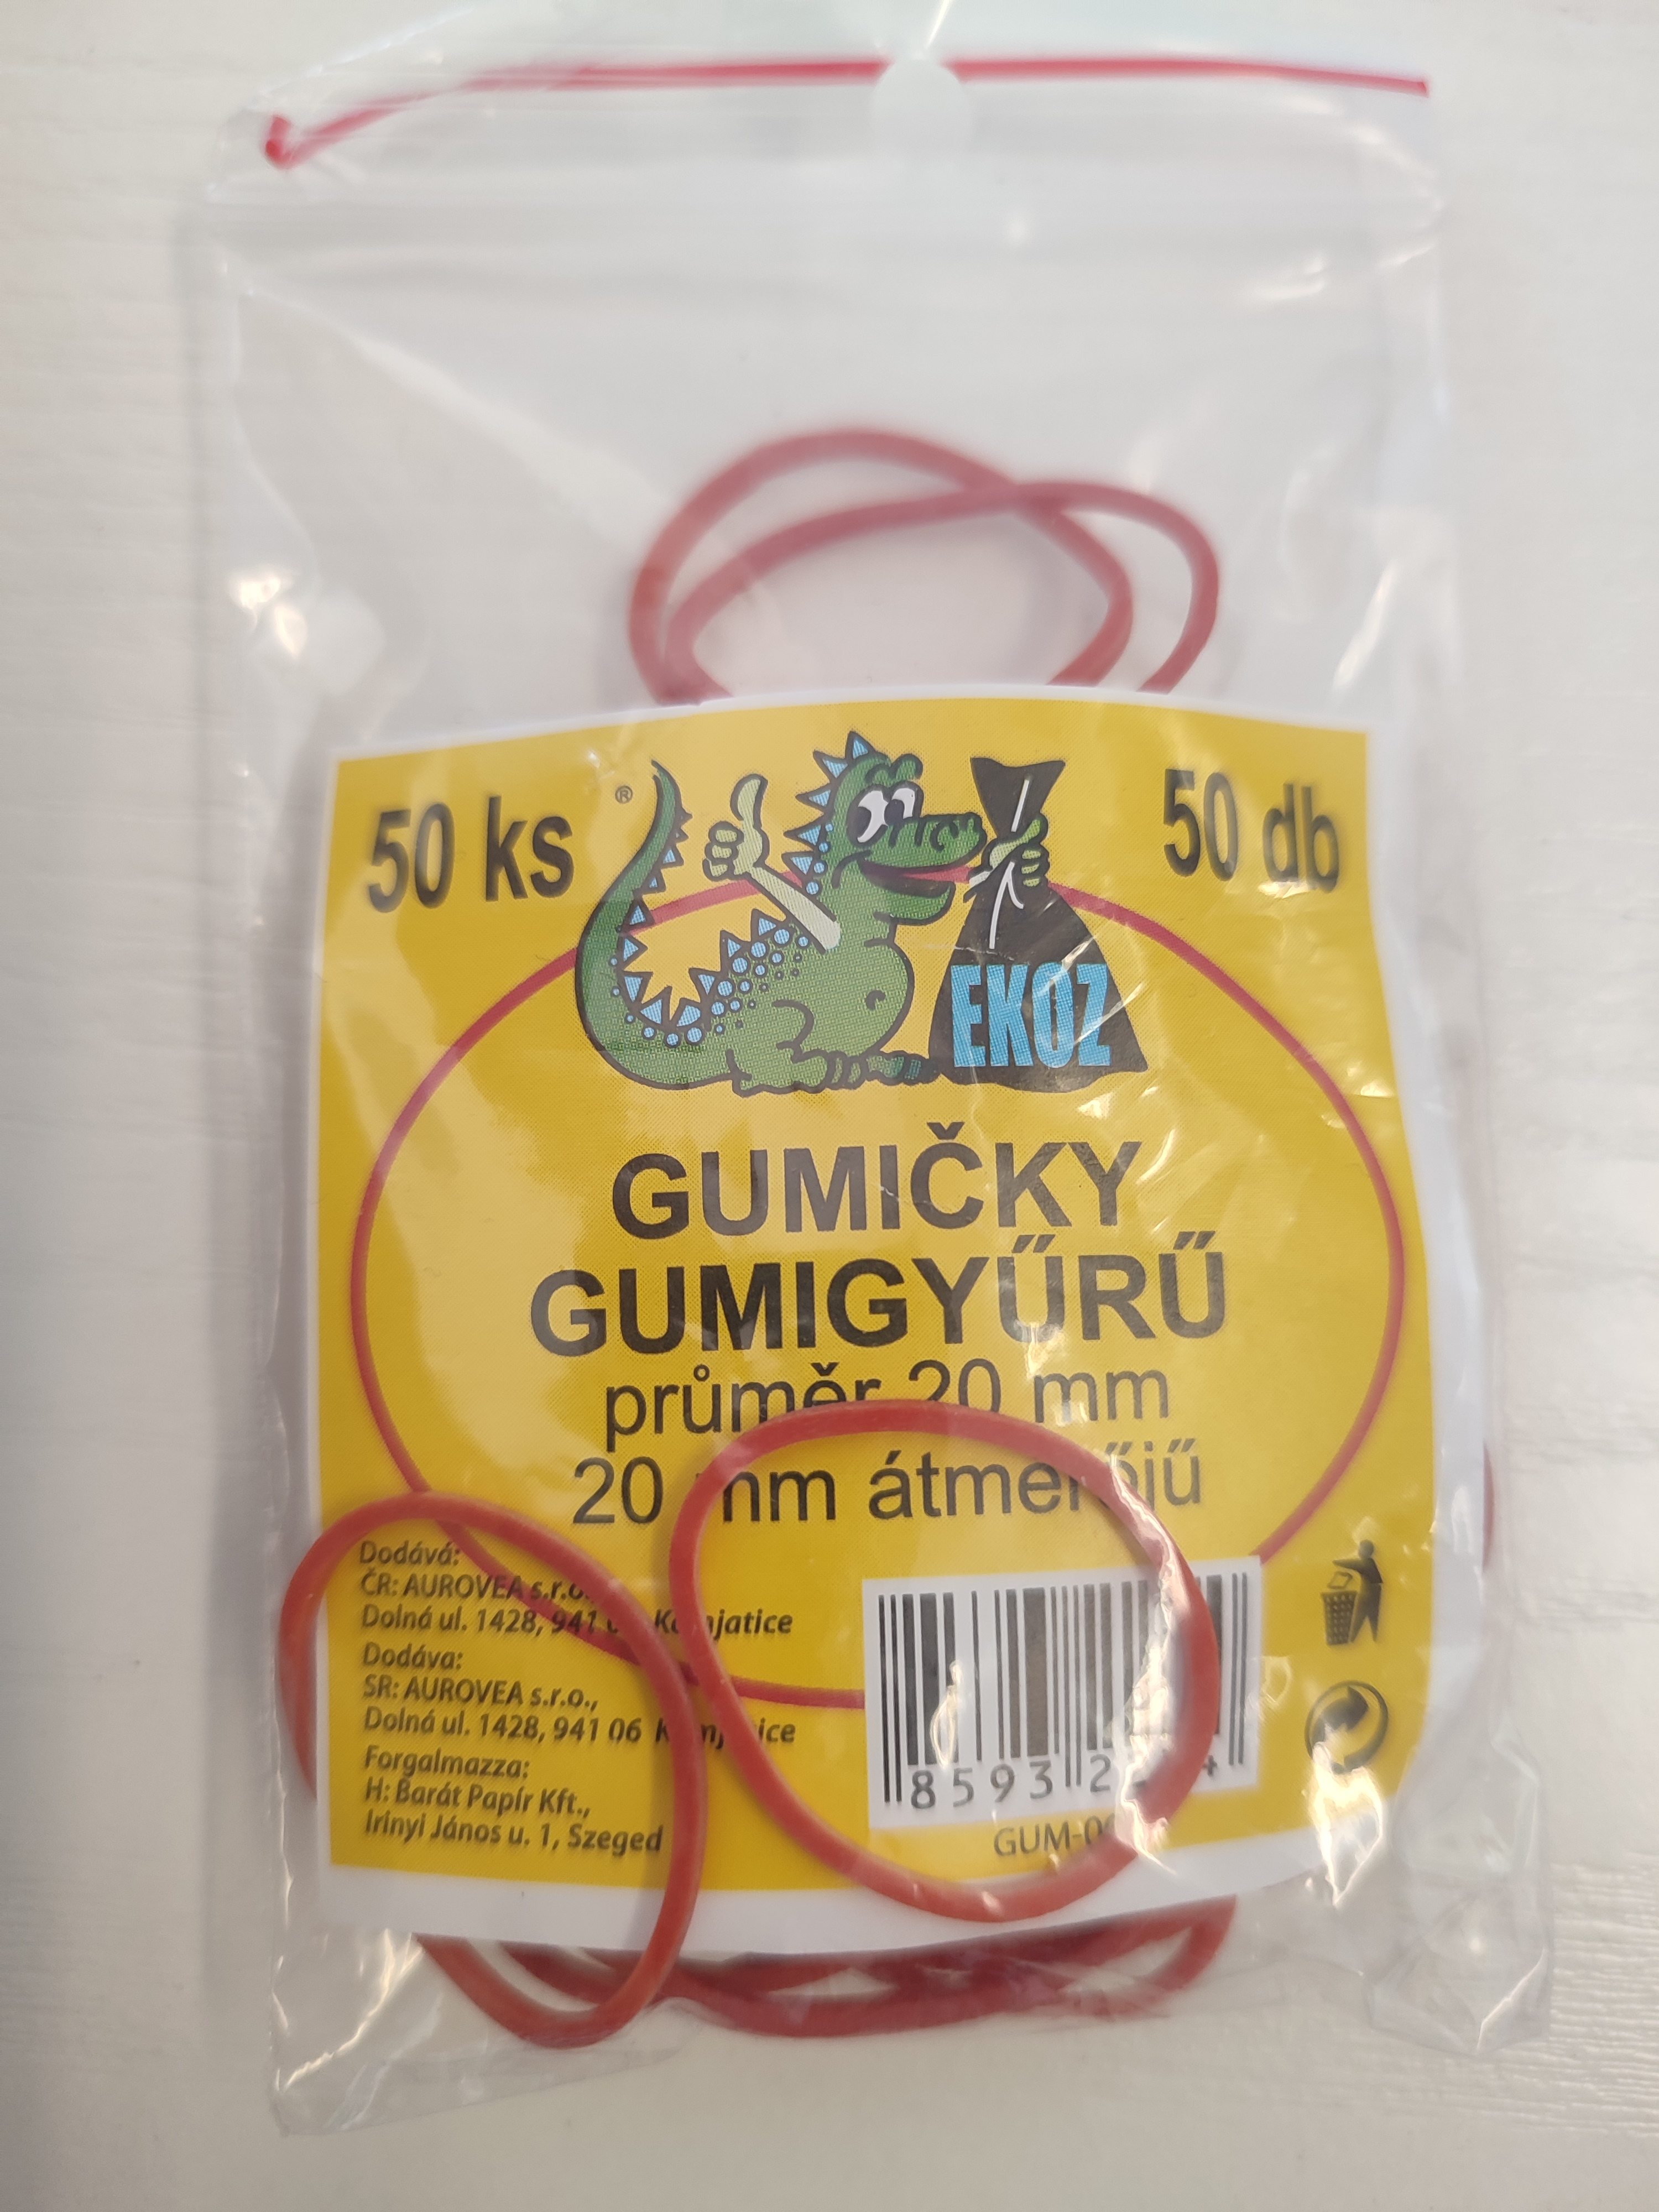 50 ks
®
50 db
EKOZ
GUMIČKY
GUMIGYŰRŰ
průměr 20 mm
20 mm átmerőjű
Dodává:
ČR: AUROVEA s.r.o.
Dolná ul. 1428, 941
Dodáva:
SR: AUROVEA s.r.o.,
Dolná ul. 1428, 941 06
Forgalmazza:
H: Barát Papír Kft.,
Irinyi János u. 1, Szeged
8593